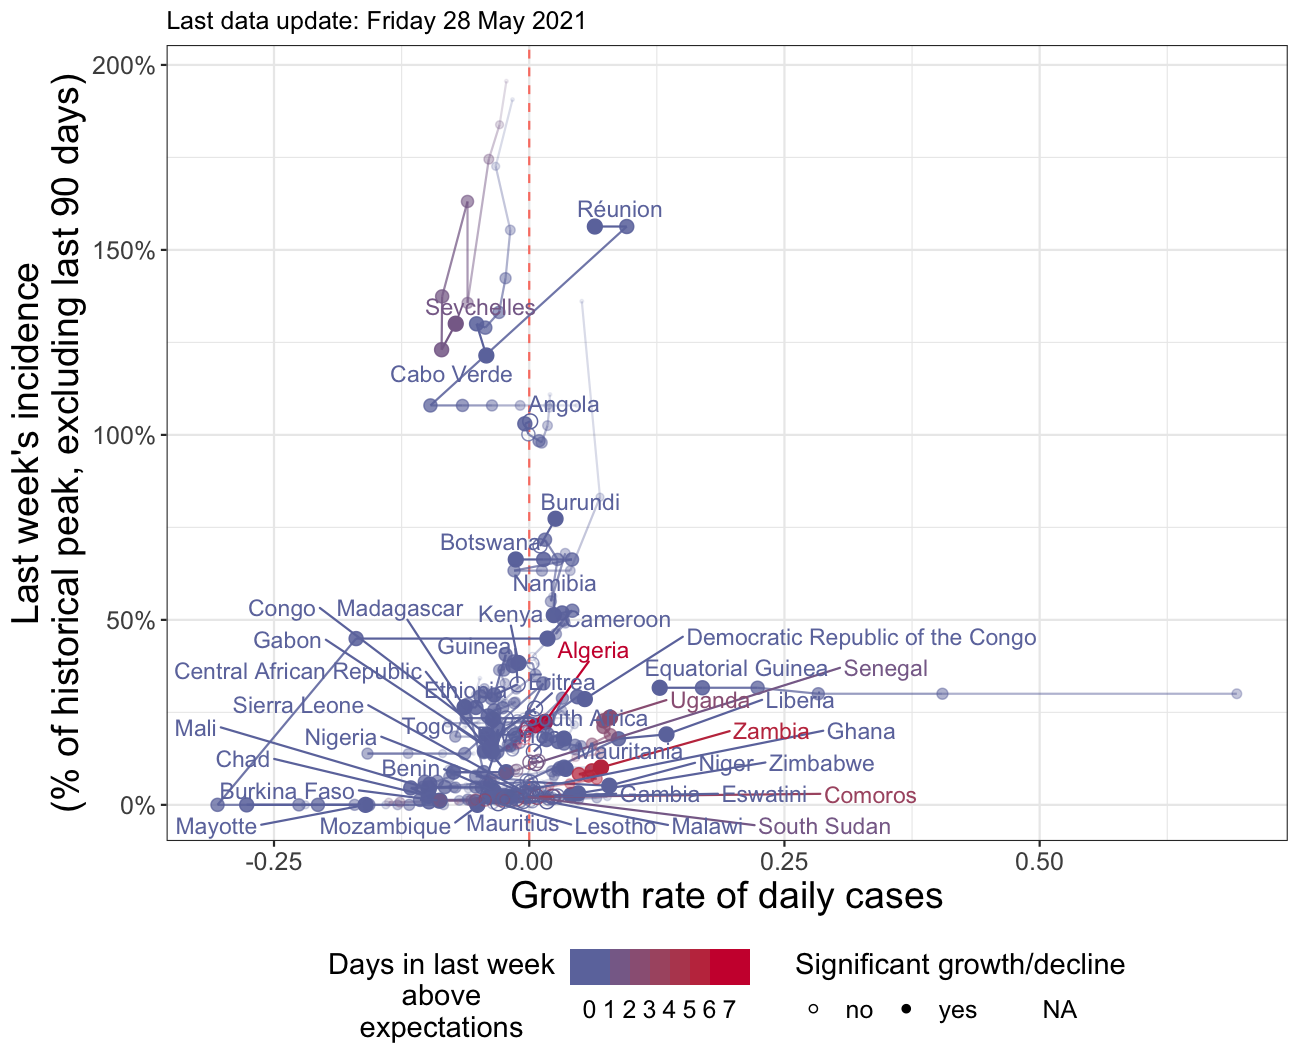 Last data update: Friday 28 May 2021
Last week's incidence
(% of historical peak, excluding last 90 days)
200%
150%
100%
50%
0%
Réunion
Seychelles
Cabo Verde
Angola
Burundi
Botswana
Namibia
Congo
Madagascar
Kenya
Cameroon
Gabon
Guinea
Algeria
Democratic Republic of the Congo
Central African Republic
Equatorial Guinea
Senegal
Ethiopia
Eritrea
Sierra Leone
Uganda
Liberia
Mali
Togo
South Africa
Nigeria
Zambia
Ghana
Chad
Mauritania
Benin
Niger
Zimbabwe
Burkina Faso
Gambia
Eswatini
Comoros
Mayotte
Mozambique
Mauritius
Lesotho
Malawi
South Sudan
-0.25
0.00
0.25
0.50
Growth rate of daily cases
Days in last week
above
expectations
0 1 2 3 4 5 6 7
Significant growth/decline
no
yes
NA